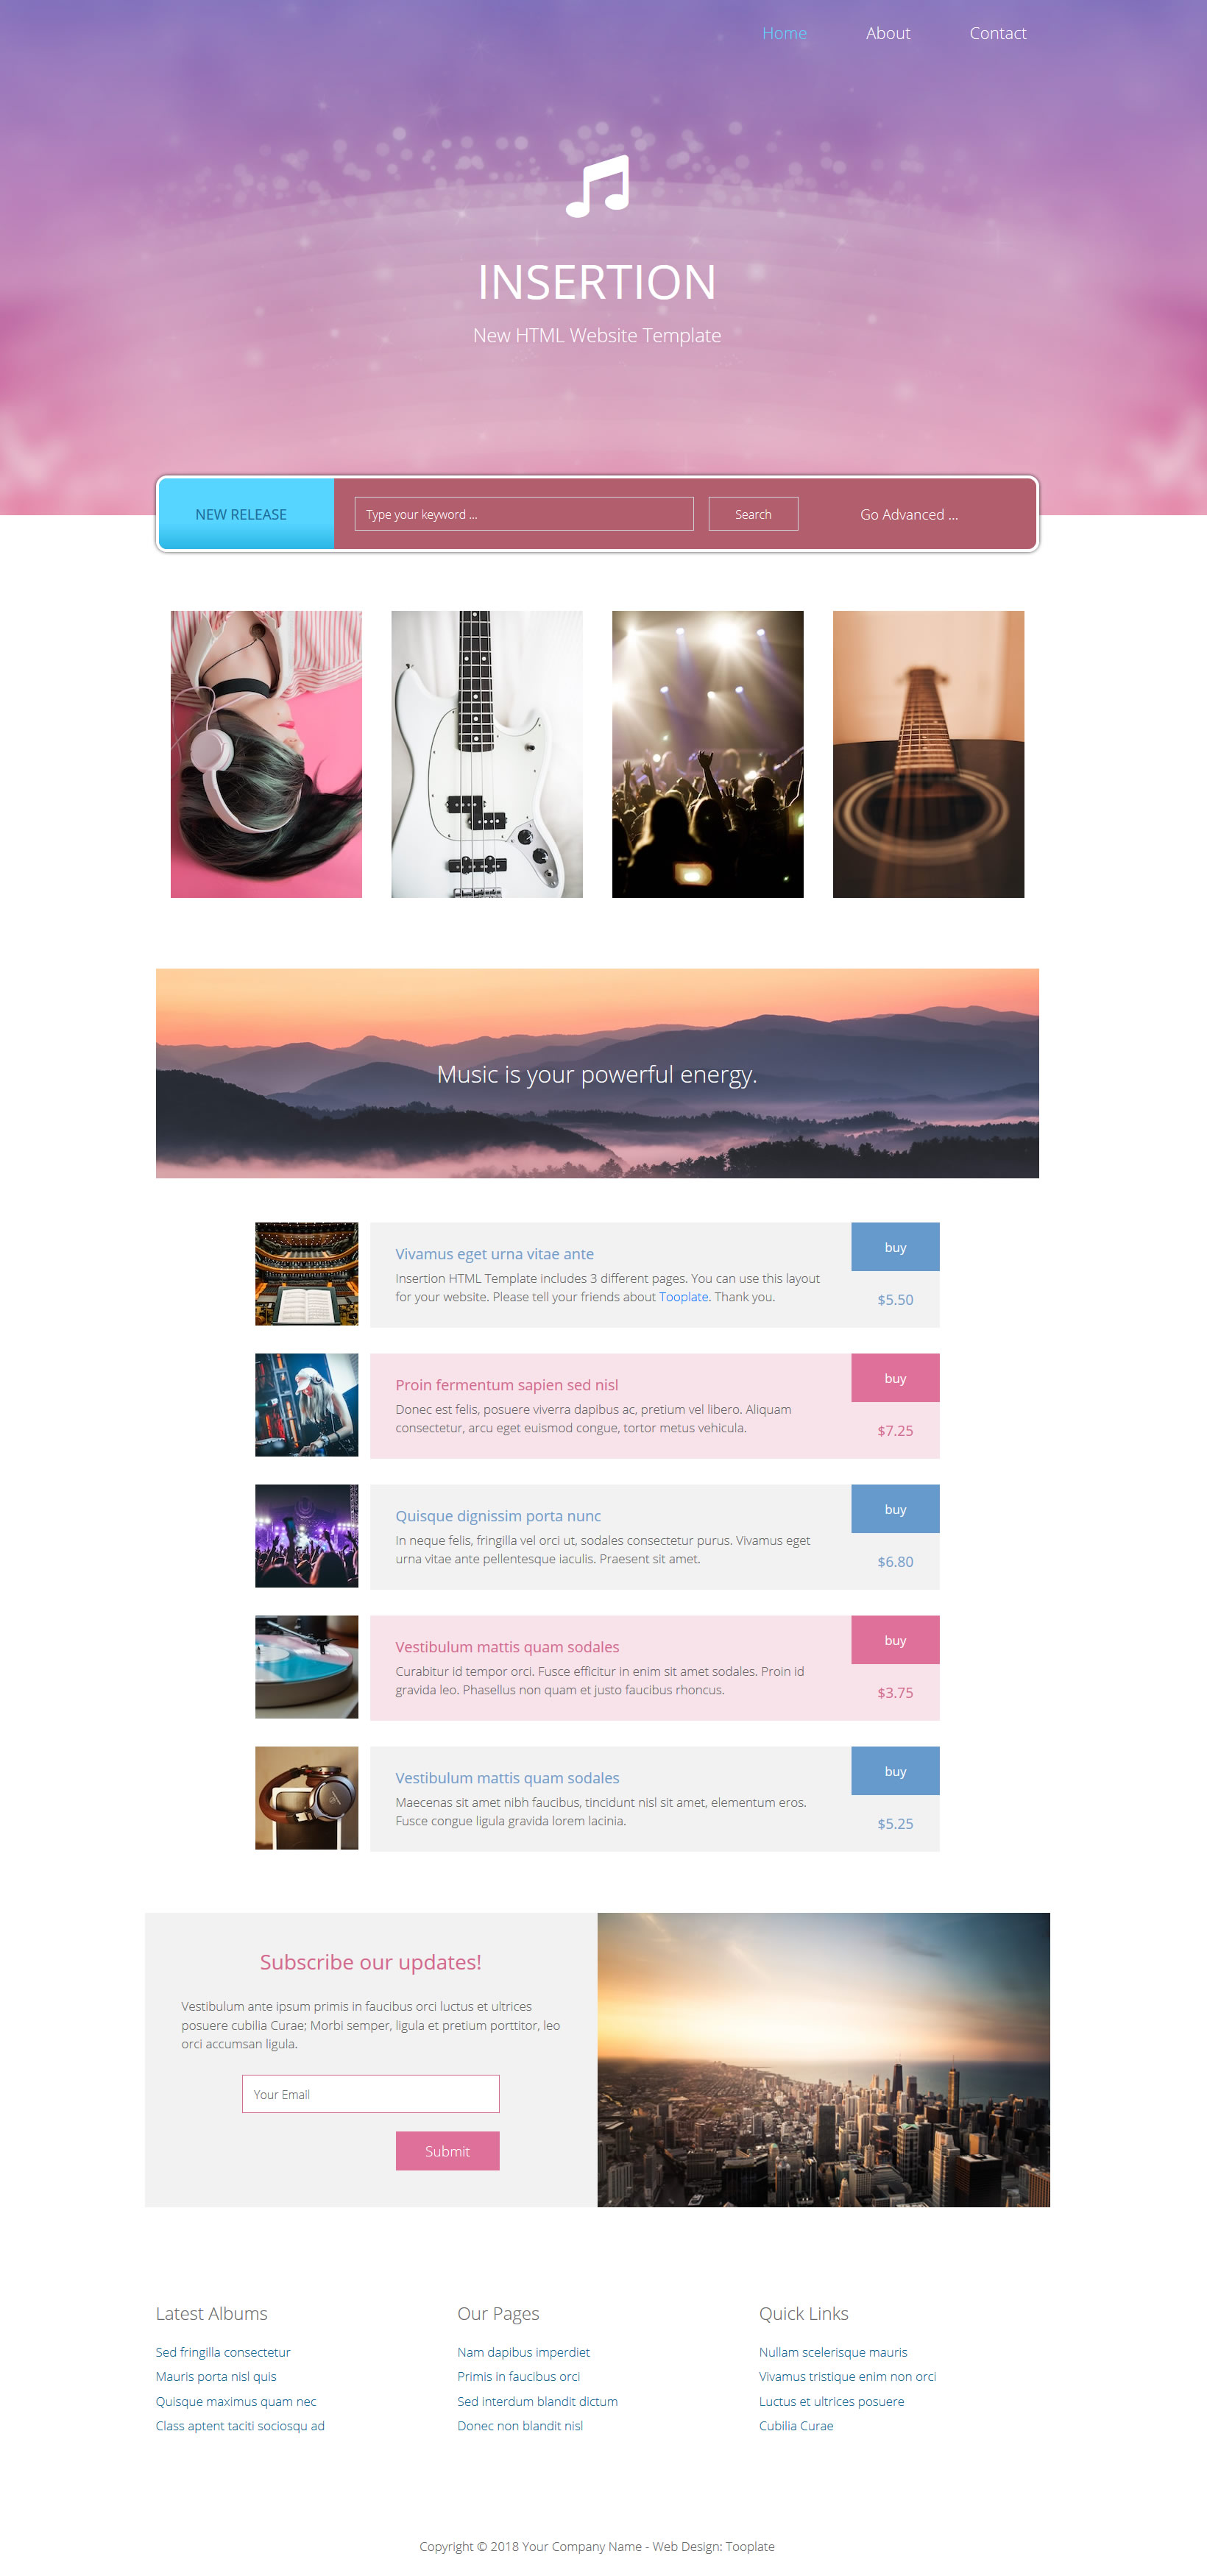 Home About Contact
INSERTION
New HTML Website Template
NEW RELEASE
Type your keyword ...
Search
Go Advanced ...
Music is your powerful energy.
Vivamus eget urna vitae ante
Insertion HTML Template includes 3 different pages. You can use this layout
for your website. Please tell your friends about Tooplate. Thank you.
buy
$5.50
Proin fermentum sapien sed nisl
Donec est felis, posuere viverra dapibus ac, pretium vel libero. Aliquam
consectetur, arcu eget euismod congue, tortor metus vehicula.
buy
$7.25
Quisque dignissim porta nunc
In neque felis, fringilla vel orci ut, sodales consectetur purus. Vivamus eget
urna vitae ante pellentesque iaculis. Praesent sit amet.
buy
$6.80
Vestibulum mattis quam sodales
Curabitur id tempor orci. Fusce efficitur in enim sit amet sodales. Proin id
gravida leo. Phasellus non quam et justo faucibus rhoncus.
buy
$3.75
Vestibulum mattis quam sodales
Maecenas sit amet nibh faucibus, tincidunt nisl sit amet, elementum eros.
Fusce congue ligula gravida lorem lacinia.
buy
$5.25
Subscribe our updates!
Vestibulum ante ipsum primis in faucibus orci luctus et ultrices
posuere cubilia Curae; Morbi semper, ligula et pretium porttitor, leo
orci accumsan ligula.
Your Email
Submit
Latest Albums
Sed fringilla consectetur
Mauris porta nisl quis
Quisque maximus quam nec
Class aptent taciti sociosqu ad
Our Pages
Nam dapibus imperdiet
Primis in faucibus orci
Sed interdum blandit dictum
Donec non blandit nisl
Quick Links
Nullam scelerisque mauris
Vivamus tristique enim non orci
Luctus et ultrices posuere
Cubilia Curae
Copyright © 2018 Your Company Name - Web Design: Tooplate